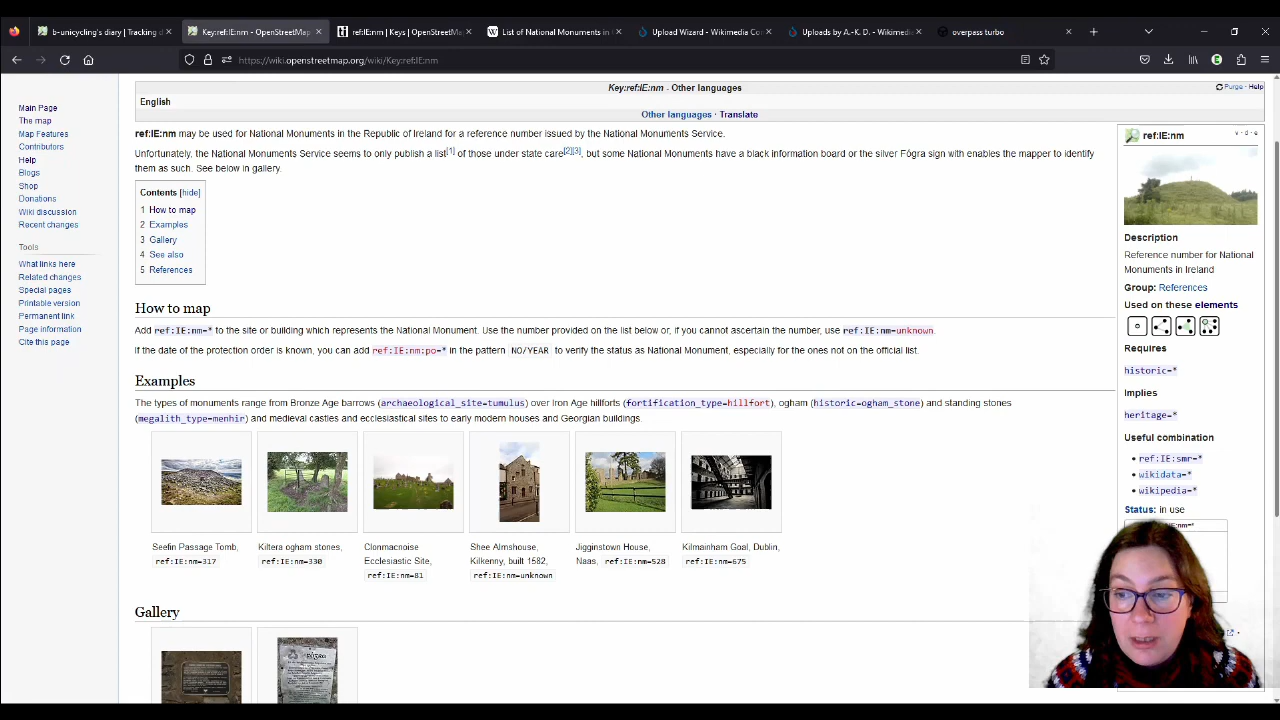 b-unicycling's diary | Tracking d
Key:ref:IE:nm - OpenStreetMap
ref:IE:nm | Keys | OpenStreetMa
List of National Monuments in
Upload Wizard - Wikimedia Co
Uploads by A.-K. D. - Wikimedia
overpass turbo
https://wiki.openstreetmap.org/wiki/Key:ref:IE:nm
Main Page
The map
Map Features
Contributors
Help
Blogs
Shop
Donations
Wiki discussion
Recent changes
Tools
What links here
Related changes
Special pages
Printable version
Permanent link
Page information
Cite this page
Key:ref:IE:nm - Other languages
Purge · Help
English
Other languages · Translate
ref:IE:nm may be used for National Monuments in the Republic of Ireland for a reference number issued by the National Monuments Service.
Unfortunately, the National Monuments Service seems to only publish a list[1] of those under state care[2][3], but some National Monuments have a black information board or the silver Fógra sign with enables the mapper to identify
them as such. See below in gallery.
Contents [hide]
1 How to map
2 Examples
3 Gallery
4 See also
5 References
How to map
Add ref:IE:nm=* to the site or building which represents the National Monument. Use the number provided on the list below or, if you cannot ascertain the number, use ref:IE:nm=unknown.
If the date of the protection order is known, you can add ref:IE:nm:po=* in the pattern NO/YEAR to verify the status as National Monument, especially for the ones not on the official list.
Examples
The types of monuments range from Bronze Age barrows (archaeological_site=tumulus) over Iron Age hillforts (fortification_type=hillfort), ogham (historic=ogham_stone) and standing stones
(megalith_type=menhir) and medieval castles and ecclesiastical sites to early modern houses and Georgian buildings.
Seefin Passage Tomb,
ref:IE:nm=317
Kiltera ogham stones,
ref:IE:nm=330
Clonmacnoise
Ecclesiastic Site,
ref:IE:nm=81
Shee Almshouse,
Kilkenny, built 1582,
ref:IE:nm=unknown
Jigginstown House,
Naas, ref:IE:nm=528
Kilmainham Goal, Dublin,
ref:IE:nm=675
Gallery
ref:IE:nm
v · d · e
Description
Reference number for National
Monuments in Ireland
Group: References
Used on these elements
Requires
historic=*
Implies
heritage=*
Useful combination
ref:IE:smr=*
wikidata=*
wikipedia=*
Status: in use